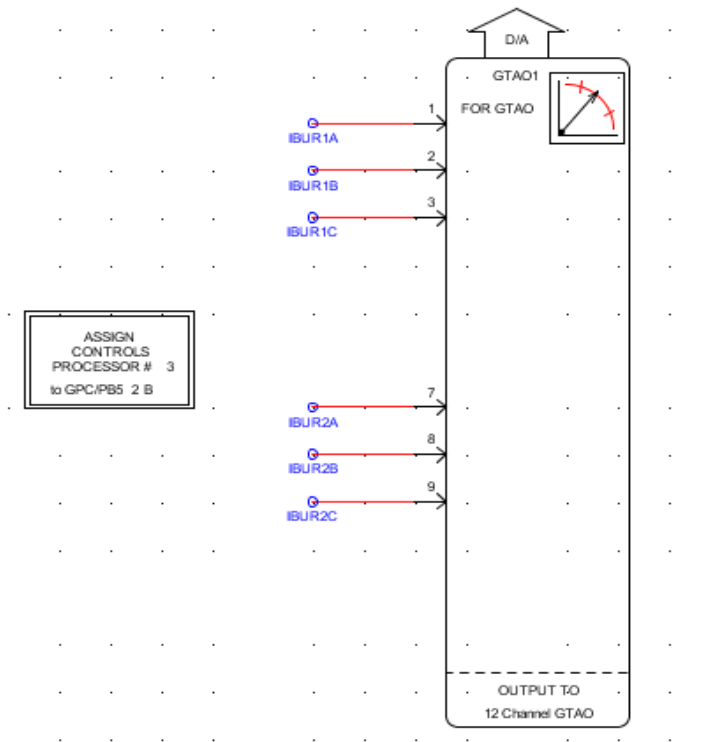 D/A
GTAO1
FOR GTAO
1
IBUR1A
2
IBUR1B
3
IBUR1C
ASSIGN
CONTROLS
PROCESSOR # 3
to GPC/PB5 2 B
7
IBUR2A
8
IBUR2B
9
IBUR2C
OUTPUT TO
12 Channel GTAO